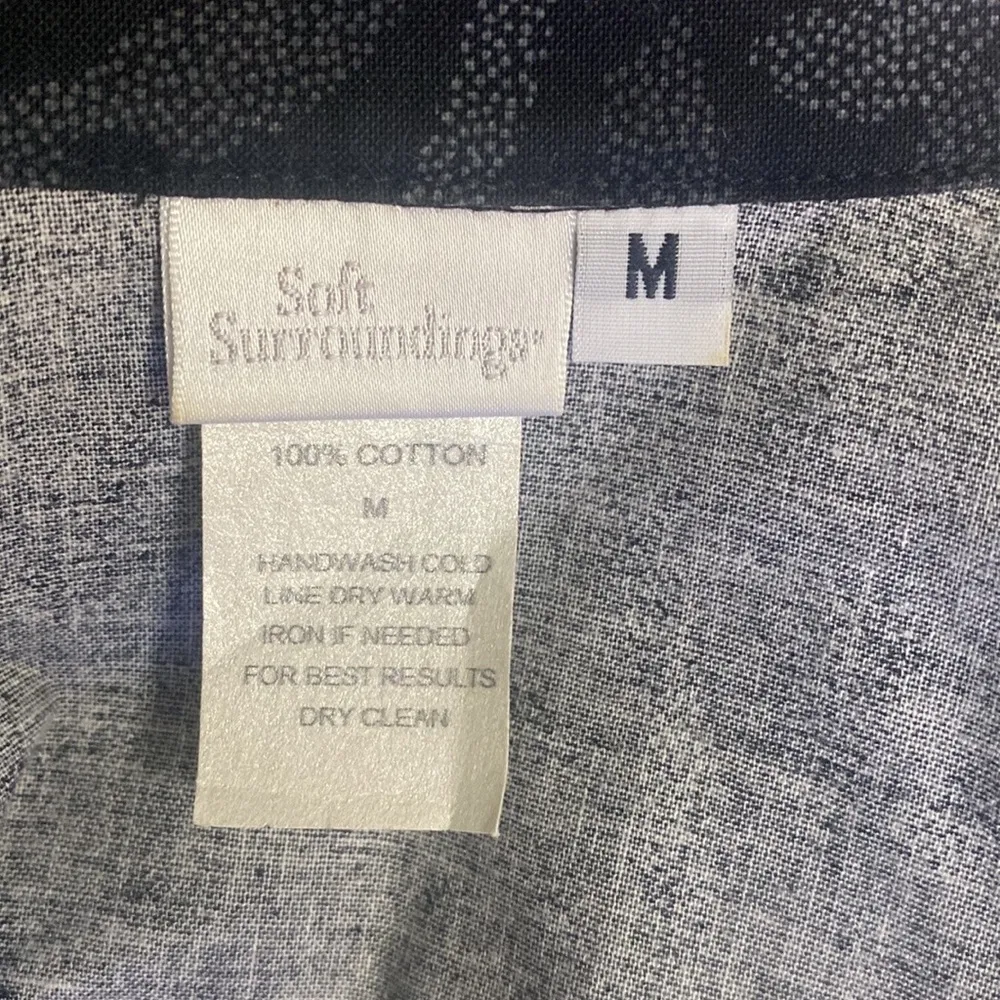 Soft
Surroundings
M
100% COTTON
M
HANDWASH COLD
LINE DRY WARM
IRON IF NEEDED
FOR BEST RESULTS
DRY CLEAN